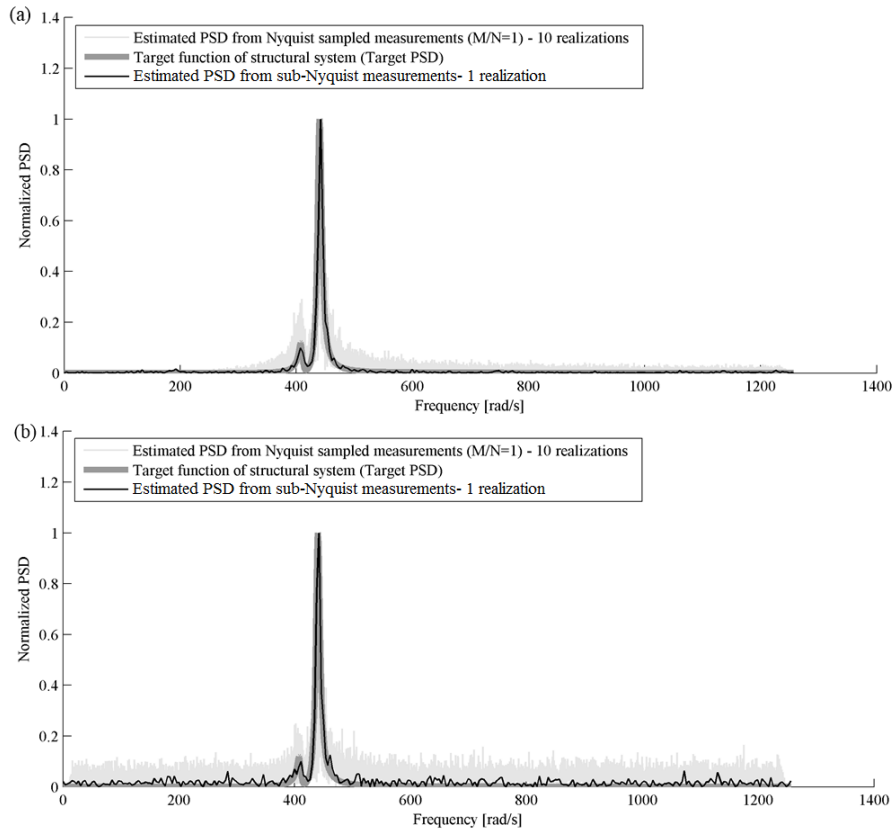 (a)
1.4
Estimated PSD from Nyquist sampled measurements (M/N=1) - 10 realizations
Target function of structural system (Target PSD)
Estimated PSD from sub-Nyquist measurements- 1 realization
1.2
1
0.8
0.6
0.4
0.2
0
Normalized PSD
0 200 400 600 800 1000 1200 1400
Frequency [rad/s]
(b)
1.4
Estimated PSD from Nyquist sampled measurements (M/N=1) - 10 realizations
Target function of structural system (Target PSD)
Estimated PSD from sub-Nyquist measurements- 1 realization
1.2
1
0.8
0.6
0.4
0.2
0
Normalized PSD
0 200 400 600 800 1000 1200 1400
Frequency [rad/s]